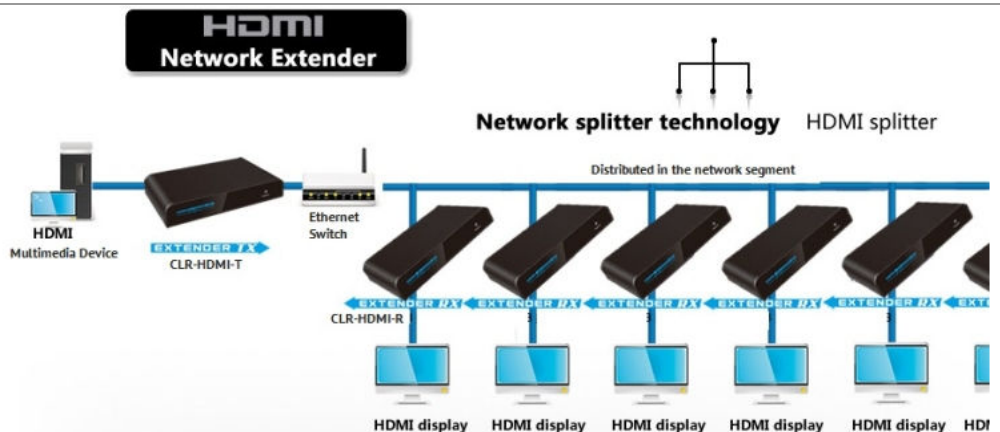 HDMI
Network Extender
Network splitter technology HDMI splitter
Distributed in the network segment
HDMI
Multimedia Device
EXTENDER TX
CLR-HDMI-T
Ethernet
Switch
EXTENDER RX EXTENDER RX EXTENDER RX EXTENDER RX EXTENDER RX EXT
CLR-HDMI-R
HDMI display HDMI display HDMI display HDMI display HDMI display HD